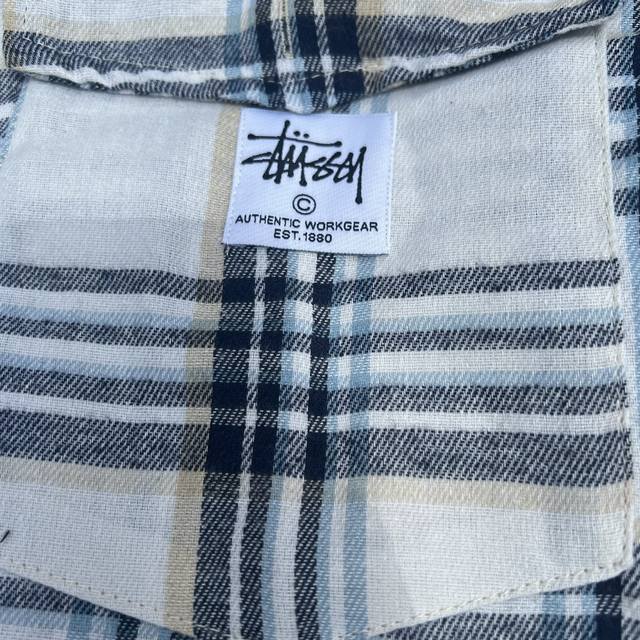 Stüssy
©
AUTHENTIC WORKGEAR
EST. 1880